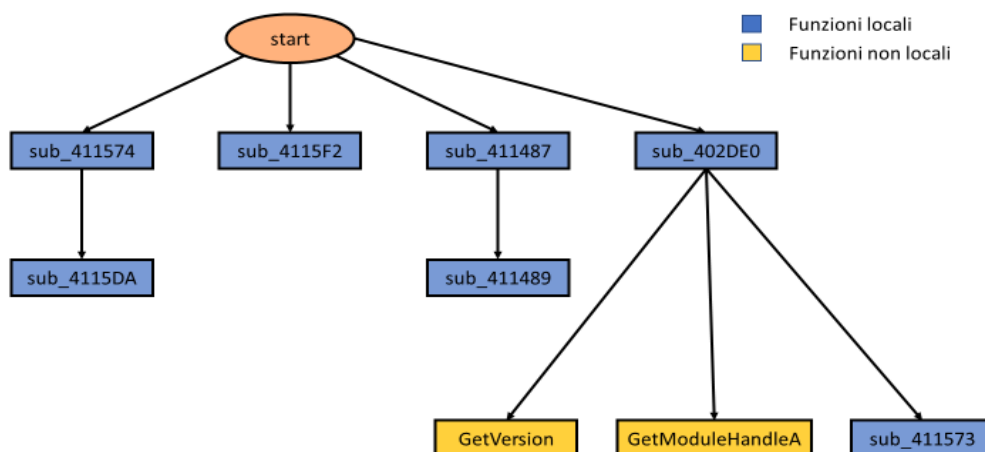 start
Funzioni locali
Funzioni non locali
sub_411574
sub_4115F2
sub_411487
sub_402DE0
sub_4115DA
sub_411489
GetVersion
GetModuleHandleA
sub_411573